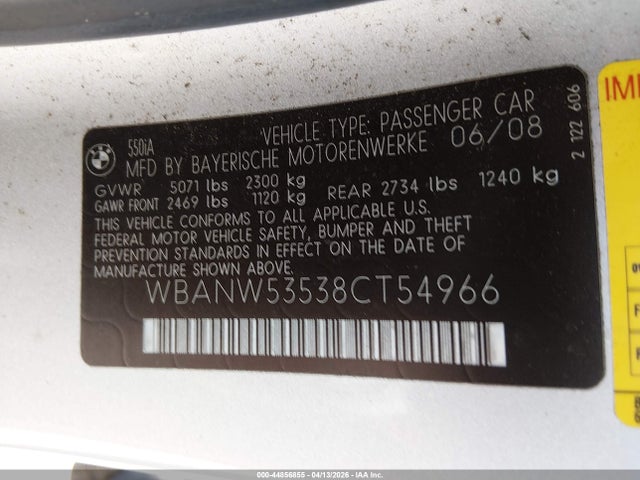 BMW
550iA
VEHICLE TYPE: PASSENGER CAR
MFD BY BAYERISCHE MOTORENWERKE 06/08
GVWR 5071 lbs 2300 kg
GAWR FRONT 2469 lbs 1120 kg REAR 2734 lbs 1240 kg
THIS VEHICLE CONFORMS TO ALL APPLICABLE U.S.
FEDERAL MOTOR VEHICLE SAFETY, BUMPER AND THEFT
PREVENTION STANDARDS IN EFFECT ON THE DATE OF
MANUFACTURE SHOWN ABOVE.
WBANW53538CT54966
2 122 606
000-44856855 - 04/13/2026 - © COPART